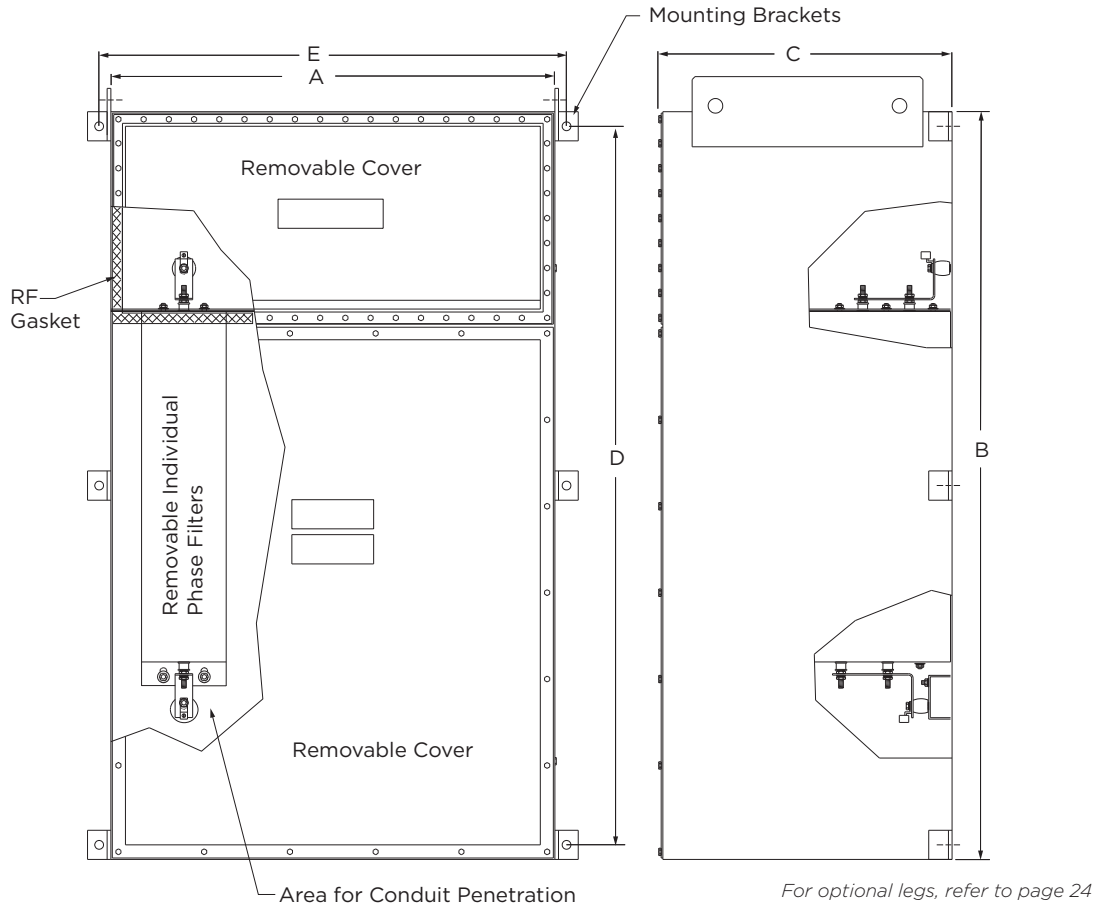 Mounting Brackets
E
A
C
Removable Cover
RF
Gasket
D
B
Removable Individual
Phase Filters
Removable Cover
Area for Conduit Penetration
For optional legs, refer to page 24